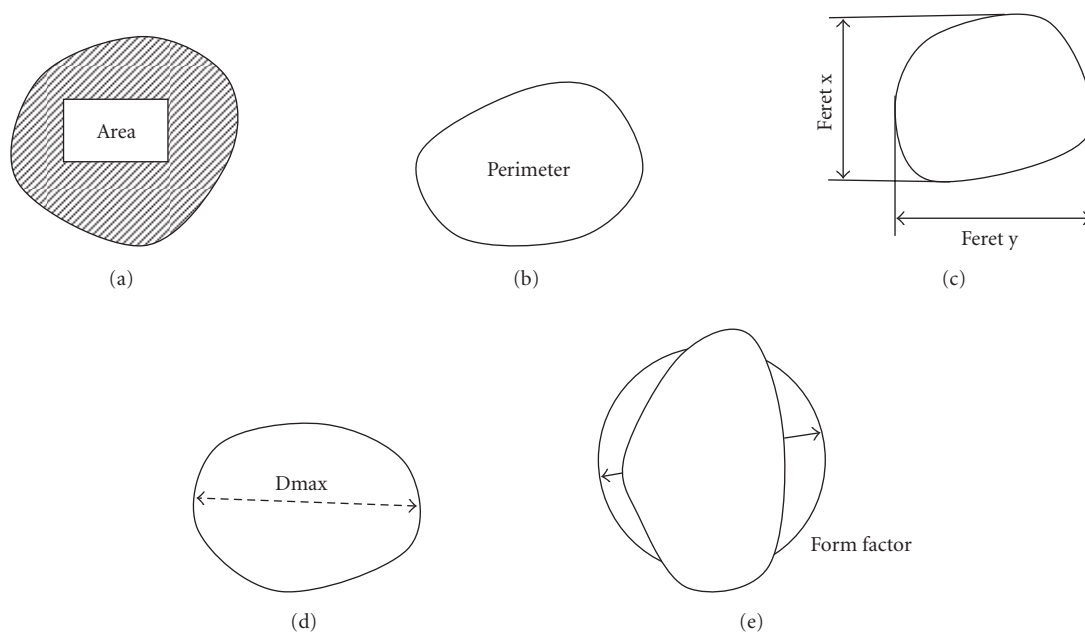 Area
(a)
Perimeter
(b)
Feret x
Feret y
(c)
Dmax
(d)
Form factor
(e)